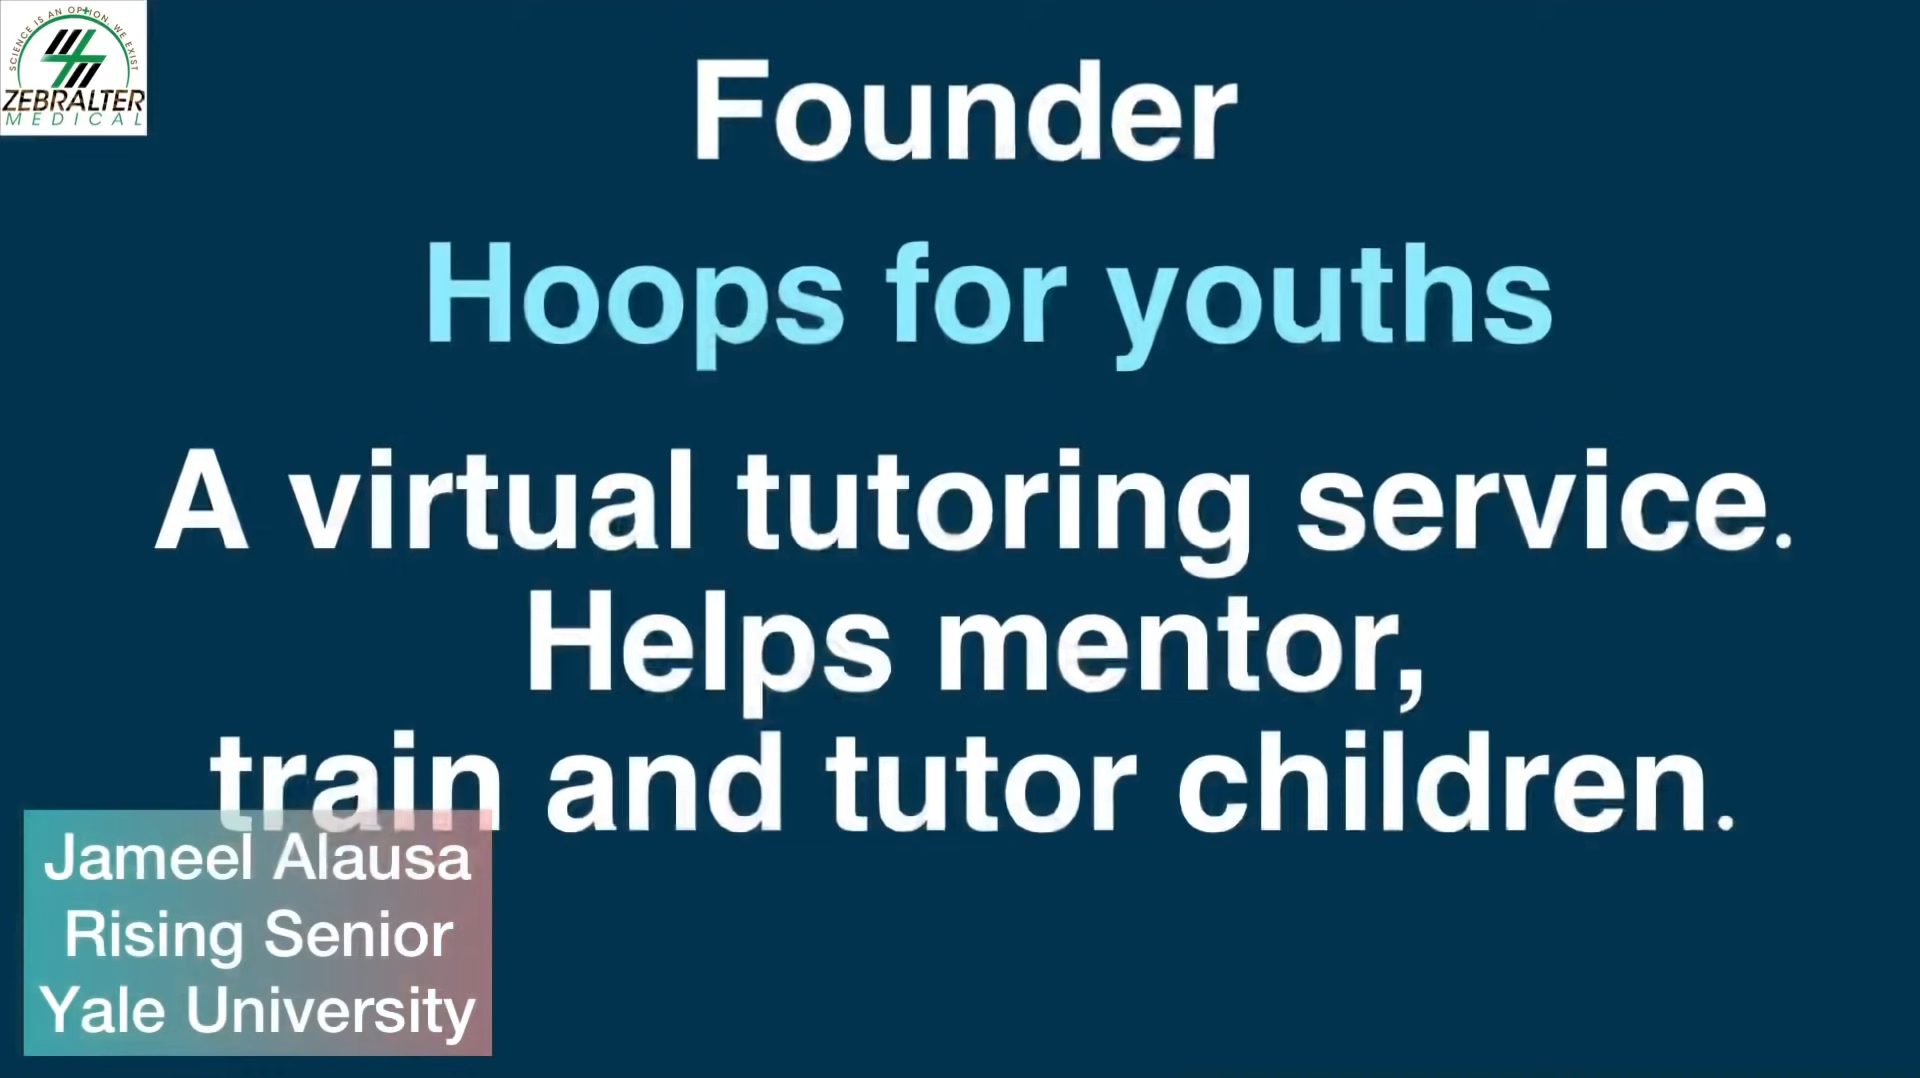 SCIENCE IS AN OPTION, WE EXIST
ZEBRALTER
MEDICAL
Founder
Hoops for youths
A virtual tutoring service.
Helps mentor,
train and tutor children.
Jameel Alausa
Rising Senior
Yale University